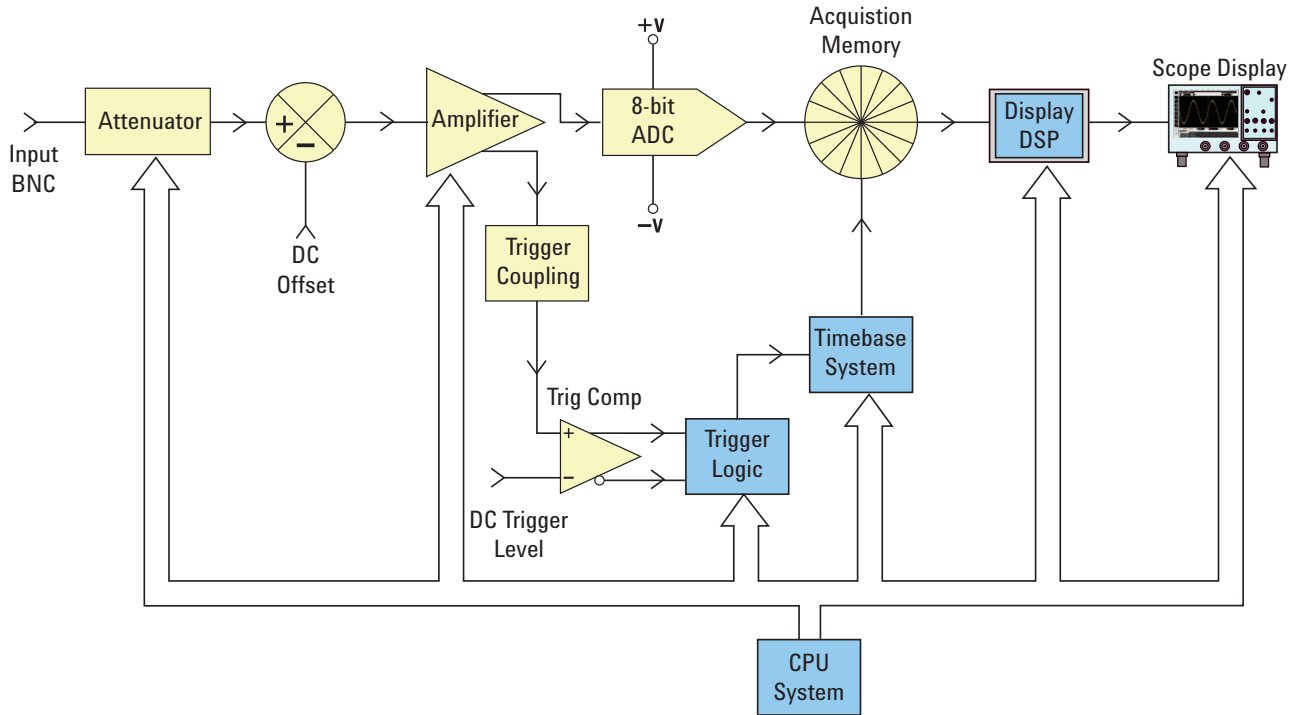 Input
BNC
Attenuator
+
−
DC
Offset
Amplifier
+v
8-bit
ADC
−v
Acquistion
Memory
Display
DSP
Scope Display
Trigger
Coupling
Timebase
System
Trig Comp
+
−
DC Trigger
Level
Trigger
Logic
CPU
System